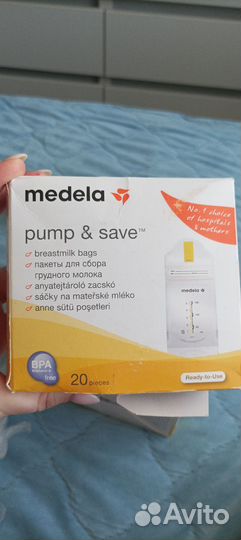 medela
No. 1 choice
of hospitals
& mothers
pump & save™
breastmilk bags
пакеты для сбора
грудного молока
anyatejtároló zacskó
sáčky na mateřské mléko
anne sütü poşetleri
medela
BPA
free
20 pieces
Ready-to-Use
Avito